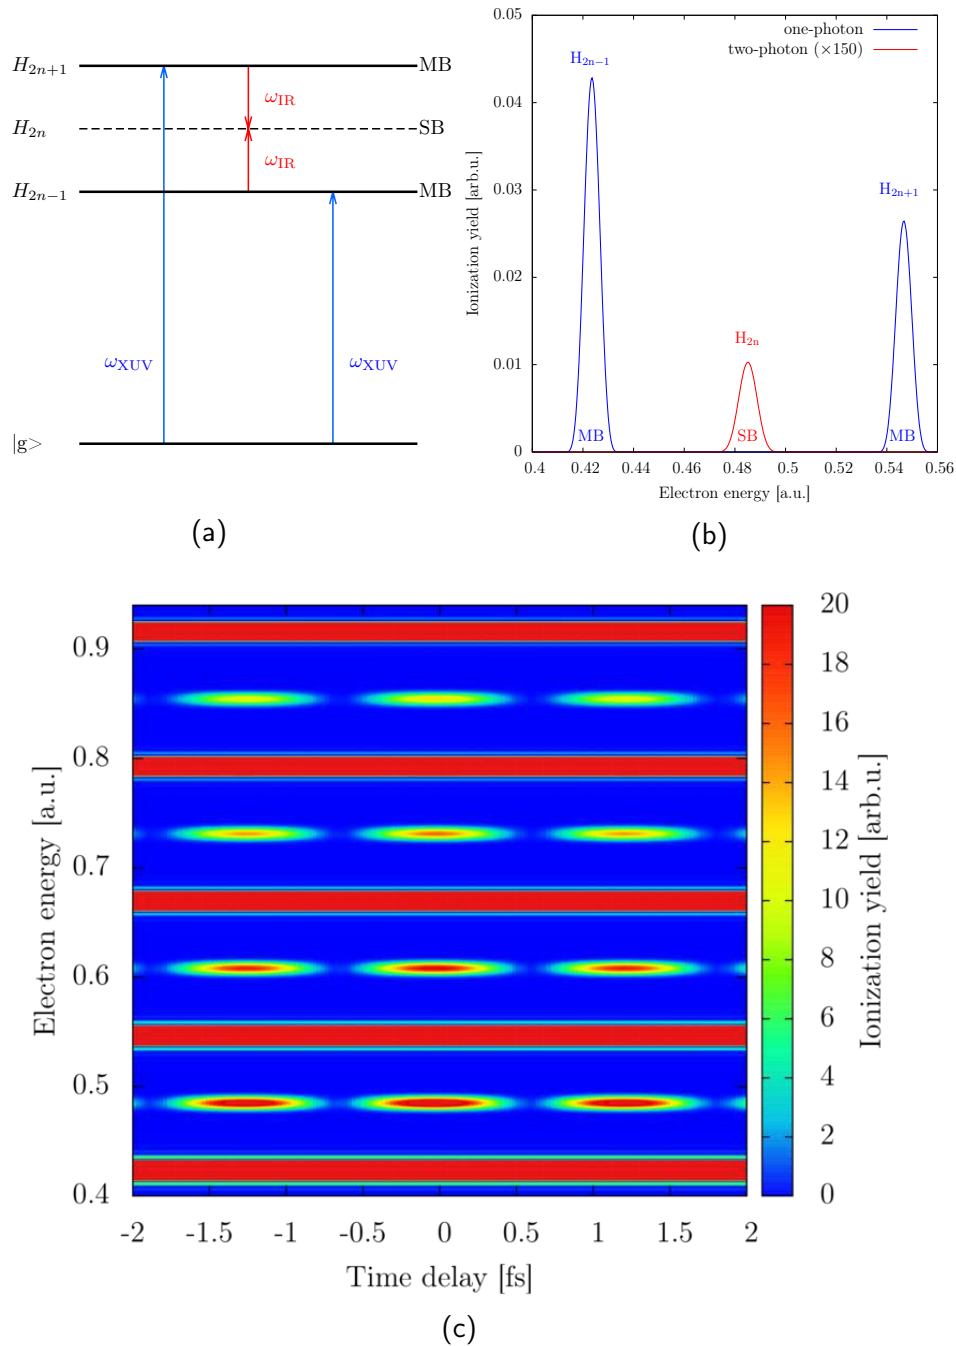 H2n+1
MB
ωIR
H2n
SB
ωIR
H2n−1
MB
ωXUV
ωXUV
|g>
(a)
0.05
0.04
0.03
0.02
0.01
0
Ionization yield [arb.u.]
one-photon
two-photon (×150)
H2n−1
H2n+1
H2n
MB
SB
MB
0.4 0.42 0.44 0.46 0.48 0.5 0.52 0.54 0.56
Electron energy [a.u.]
(b)
0.9
0.8
0.7
0.6
0.5
0.4
Electron energy [a.u.]
-2 -1.5 -1 -0.5 0 0.5 1 1.5 2
Time delay [fs]
20
18
16
14
12
10
8
6
4
2
0
Ionization yield [arb.u.]
(c)